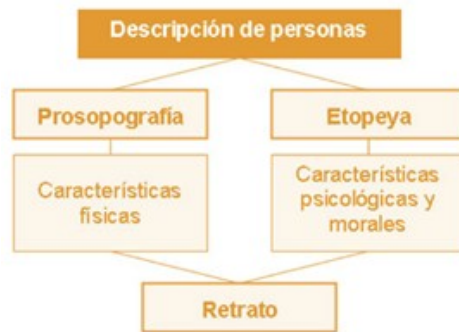 Descripción de personas
Prosopografía
Etopeya
Características
físicas
Características
psicológicas y
morales
Retrato